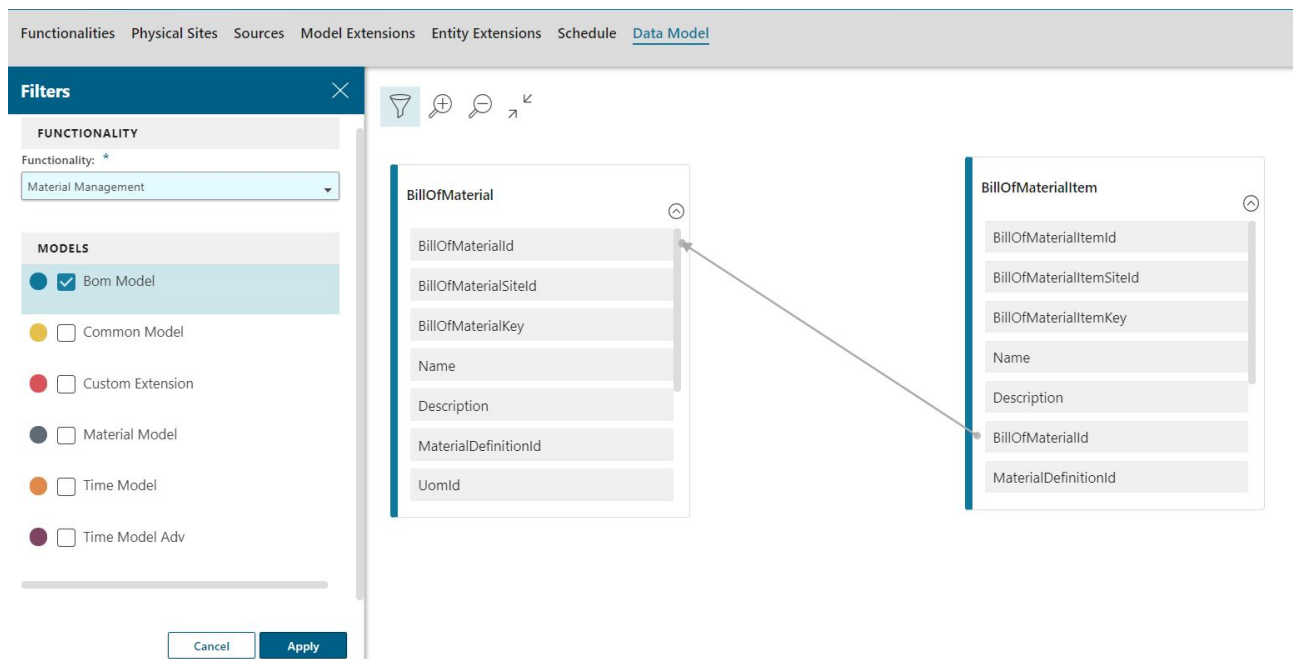 Functionalities Physical Sites Sources Model Extensions Entity Extensions Schedule Data Model
Filters
FUNCTIONALITY
Functionality: *
Material Management
MODELS
Bom Model
Common Model
Custom Extension
Material Model
Time Model
Time Model Adv
Cancel Apply
BillOfMaterial
BillOfMaterialId
BillOfMaterialSiteId
BillOfMaterialKey
Name
Description
MaterialDefinitionId
UomId
BillOfMaterialItem
BillOfMaterialItemId
BillOfMaterialItemSiteId
BillOfMaterialItemKey
Name
Description
BillOfMaterialId
MaterialDefinitionId